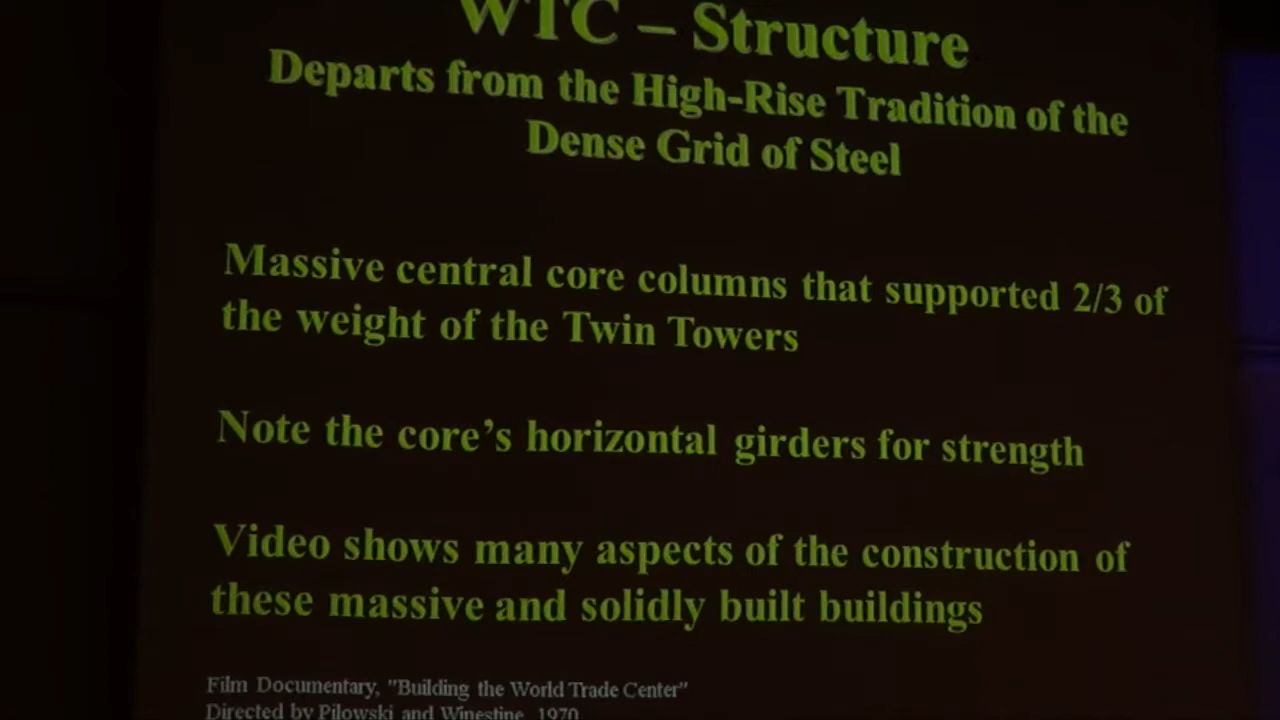 WTC – Structure
Departs from the High-Rise Tradition of the
Dense Grid of Steel
Massive central core columns that supported 2/3 of
the weight of the Twin Towers
Note the core’s horizontal girders for strength
Video shows many aspects of the construction of
these massive and solidly built buildings
Film Documentary, "Building the World Trade Center"
Directed by Pilowski and Winestine, 1970